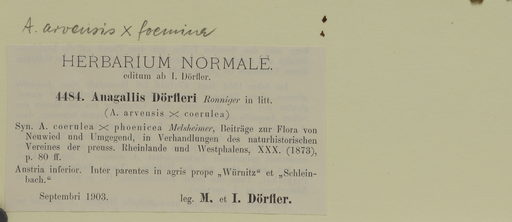 A. arvensis × foemina
HERBARIUM NORMALE.
editum ab I. Dörfler.
4484. Anagallis Dörfleri Ronniger in litt.
(A. arvensis × coerulea)
Syn. A. coerulea × phoenicea Melsheimer, Beiträge zur Flora von
Neuwied und Umgegend, in Verhandlungen des naturhistorischen
Vereines der preuss. Rheinlande und Westphalens, XXX. (1873),
p. 80 ff.
Austria inferior. Inter parentes in agris prope „Würnitz“ et „Schlein-
bach.“
Septembri 1903. leg. M. et I. Dörfler.